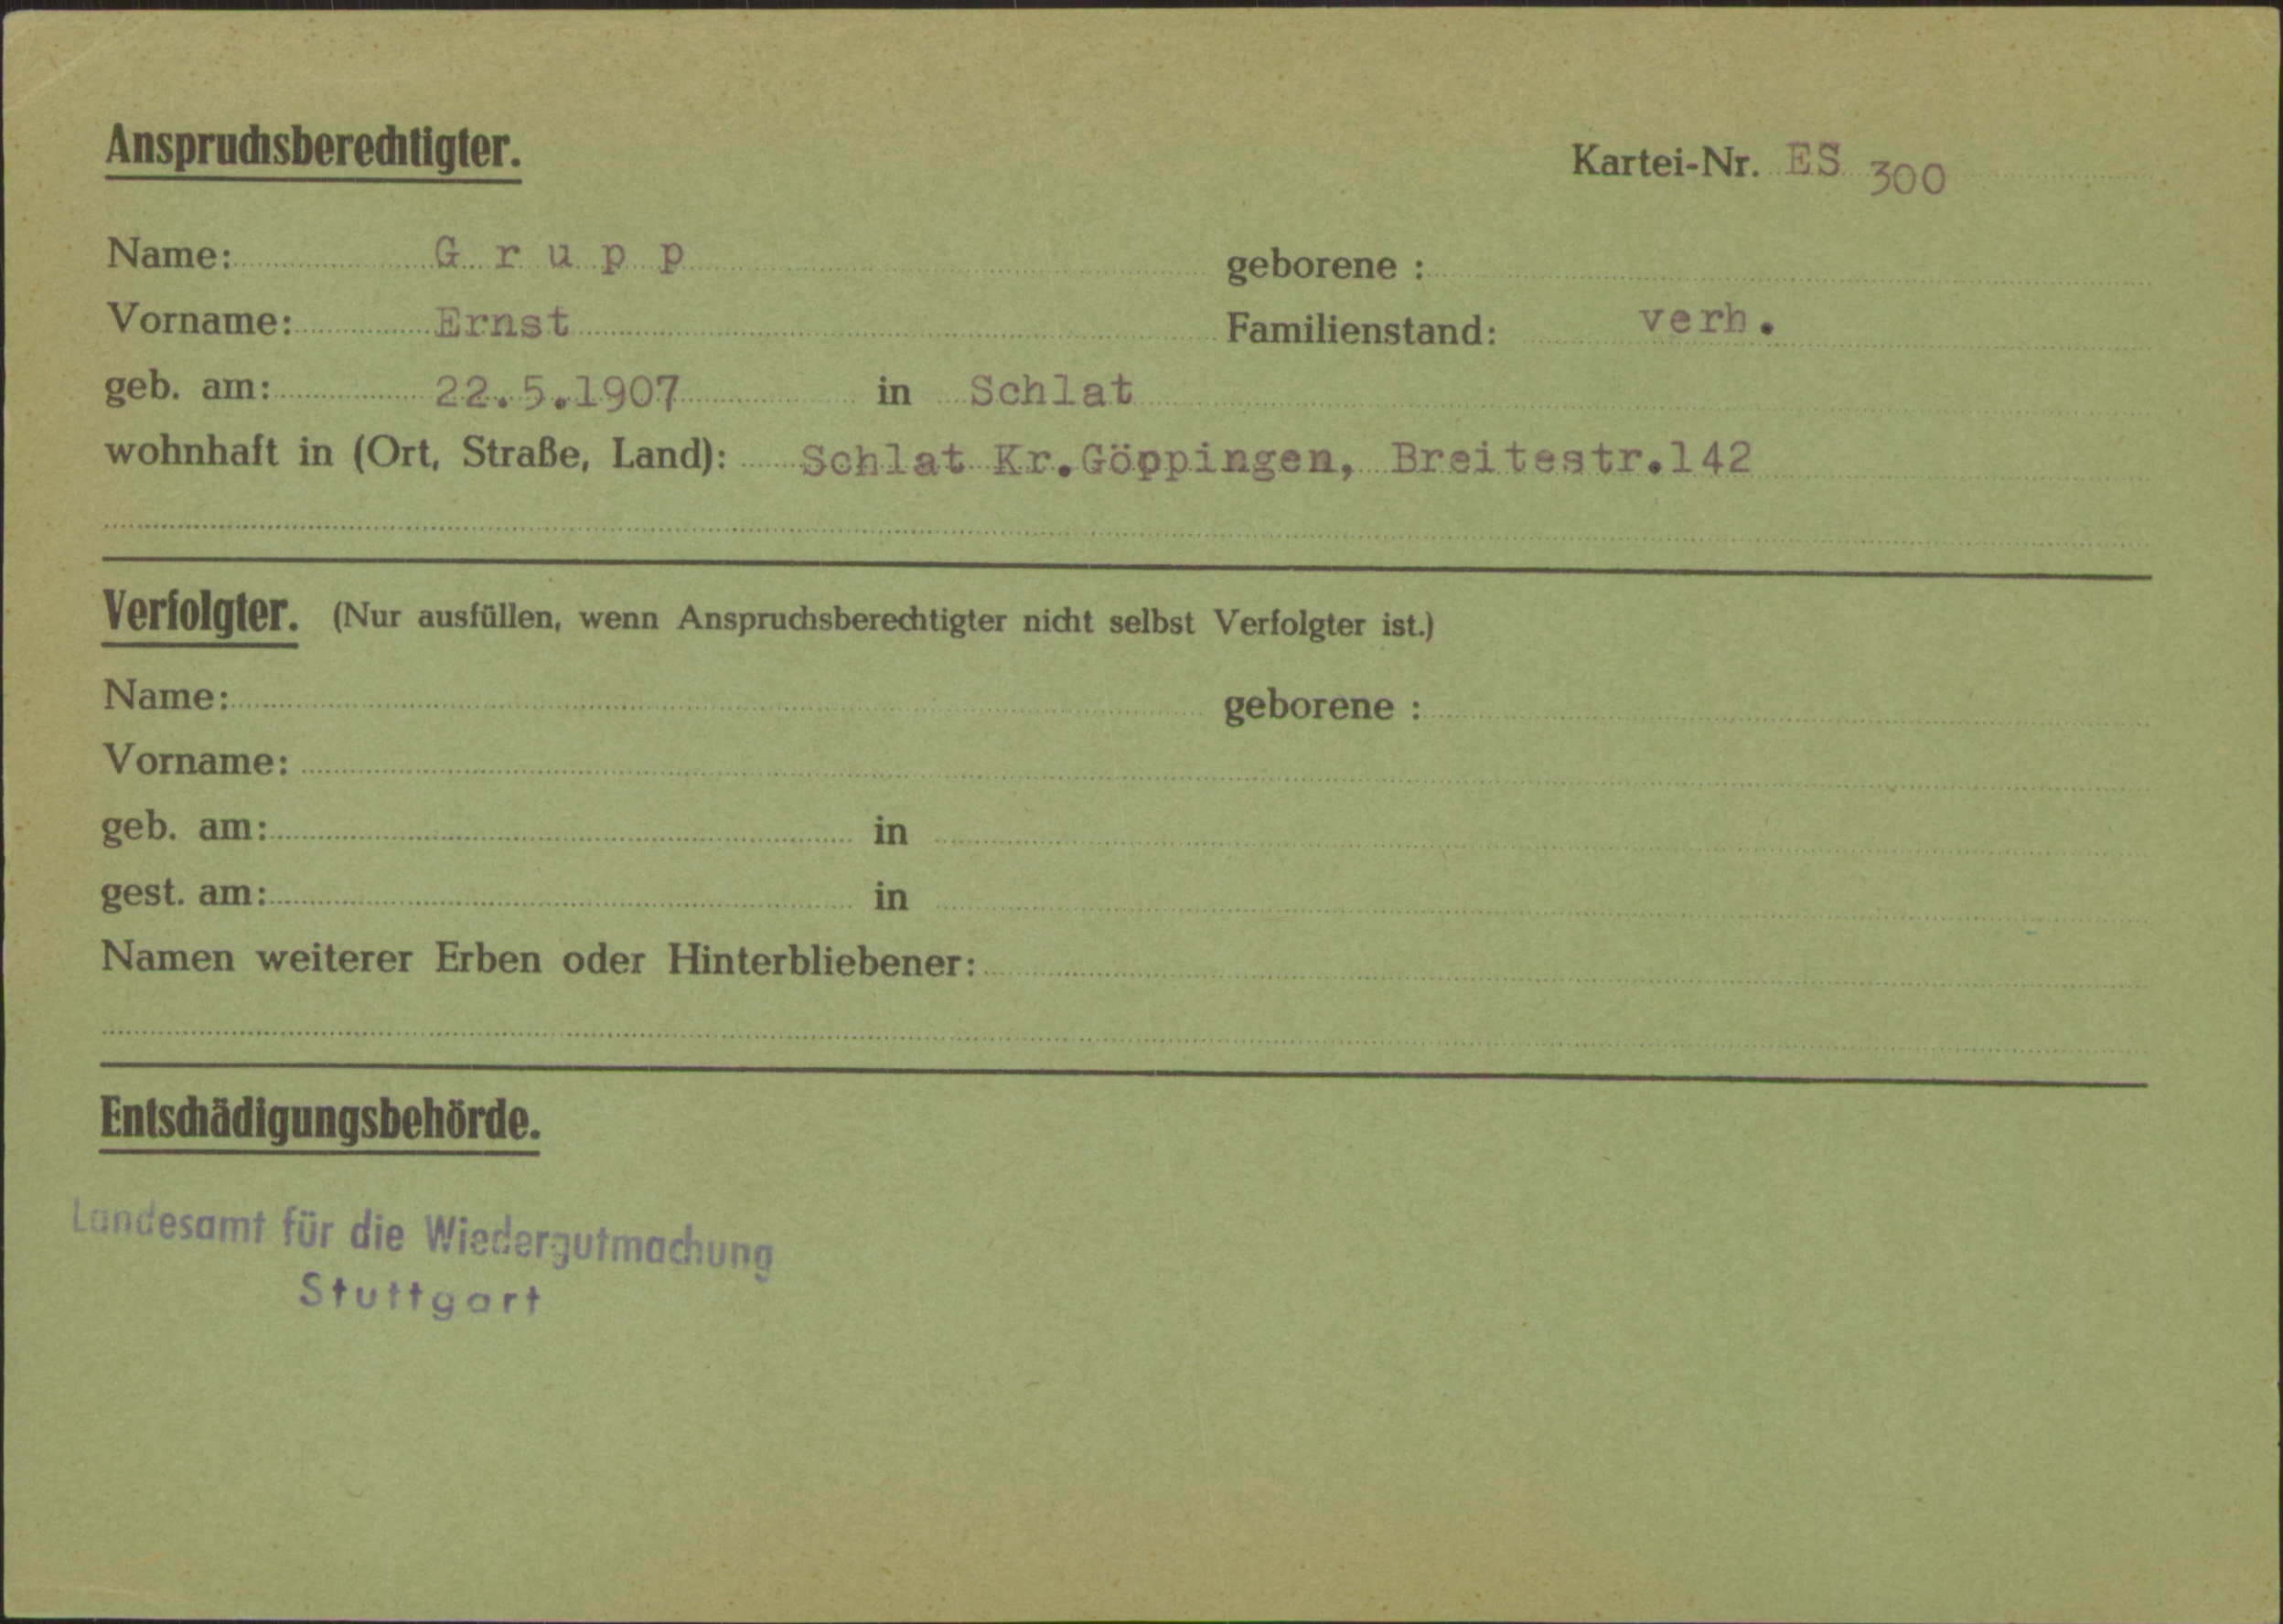 Anspruchsberechtigter.
Kartei-Nr. ES 300
Name: Grupp geborene :
Vorname: Ernst Familienstand: verh.
geb. am: 22.5.1907 in Schlat
wohnhaft in (Ort, Straße, Land): Schlat Kr.Göppingen, Breitestr.142
Verfolgter. (Nur ausfüllen, wenn Anspruchsberechtigter nicht selbst Verfolgter ist.)
Name: geborene :
Vorname:
geb. am: in
gest. am: in
Namen weiterer Erben oder Hinterbliebener:
Entschädigungsbehörde.
Landesamt für die Wiedergutmachung
Stuttgart